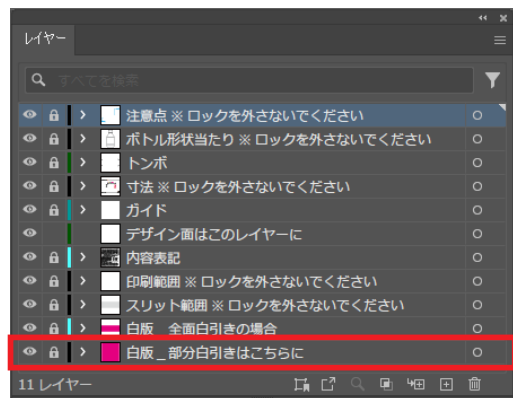 レイヤー
すべてを検索
注意点 ※ ロックを外さないでください
ボトル形状当たり ※ ロックを外さないでください
トンボ
寸法 ※ ロックを外さないでください
ガイド
デザイン面はこのレイヤーに
内容表記
印刷範囲 ※ ロックを外さないでください
スリット範囲 ※ ロックを外さないでください
白版＿全面白引きの場合
白版 _ 部分白引きはこちらに
11 レイヤー